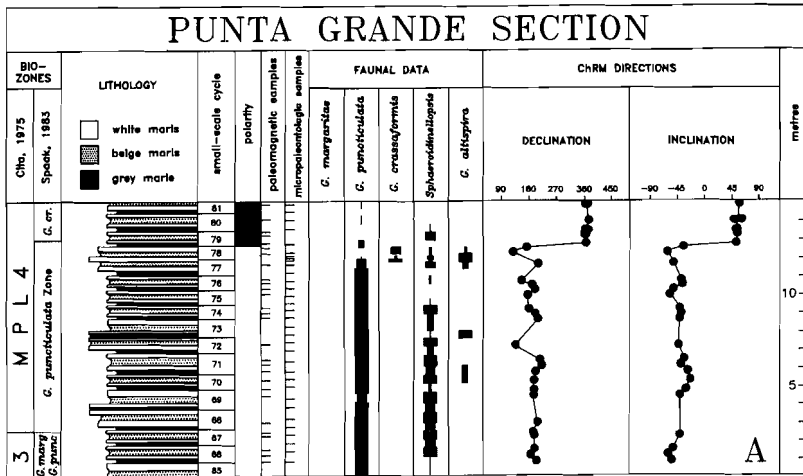 PUNTA GRANDE SECTION
BIO-
ZONES
Cita, 1975
Spaak, 1983
LITHOLOGY
white marls
beige marls
grey marls
small-scale cycle
polarity
paleomagnetic samples
micropaleontologic samples
FAUNAL DATA
G. margaritae
G. puncticulata
G. crassaformis
Sphaeroidinellopsis
G. altispira
ChRM DIRECTIONS
DECLINATION
90 180 270 360 450
INCLINATION
-90 -45 0 45 90
metres
MPL 4
3
G. cr.
G. puncticulata Zone
G. marg
G. punc
81
80
79
78
77
76
75
74
73
72
71
70
69
68
67
66
65
10
5
A